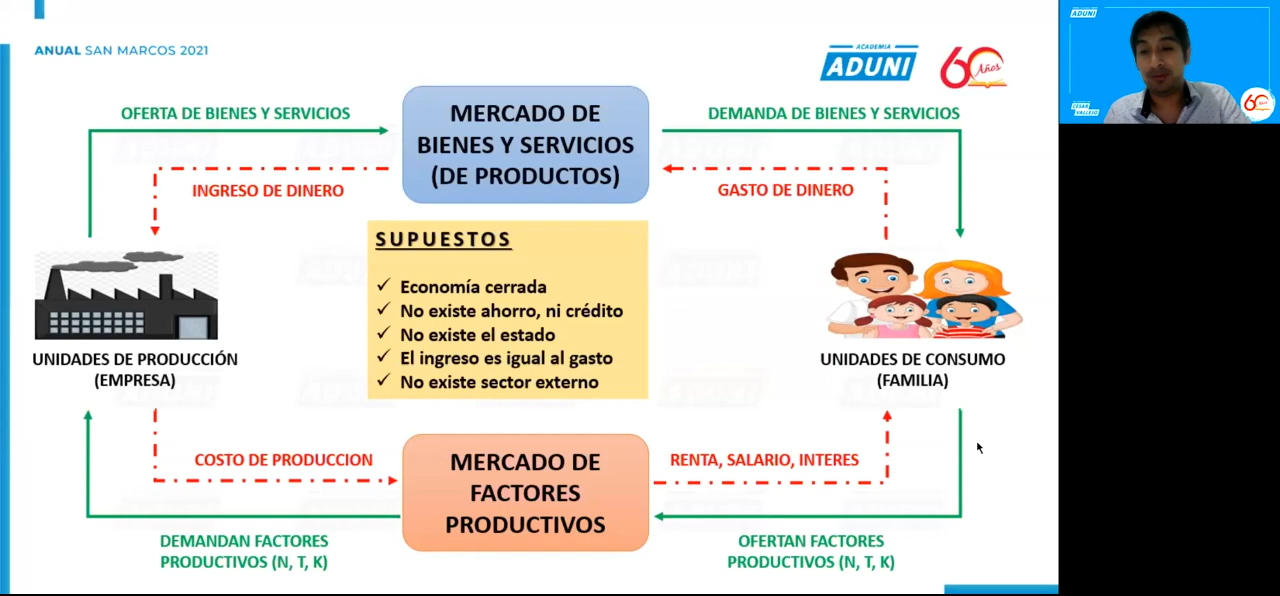 ANUAL SAN MARCOS 2021
ACADEMIA
ADUNI
60 Años
ADUNI
CÉSAR
VALLEJO
60
OFERTA DE BIENES Y SERVICIOS
MERCADO DE
BIENES Y SERVICIOS
(DE PRODUCTOS)
DEMANDA DE BIENES Y SERVICIOS
INGRESO DE DINERO
GASTO DE DINERO
SUPUESTOS
✓ Economía cerrada
✓ No existe ahorro, ni crédito
✓ No existe el estado
✓ El ingreso es igual al gasto
✓ No existe sector externo
UNIDADES DE PRODUCCIÓN
(EMPRESA)
UNIDADES DE CONSUMO
(FAMILIA)
COSTO DE PRODUCCION
MERCADO DE
FACTORES
PRODUCTIVOS
RENTA, SALARIO, INTERES
DEMANDAN FACTORES
PRODUCTIVOS (N, T, K)
OFERTAN FACTORES
PRODUCTIVOS (N, T, K)